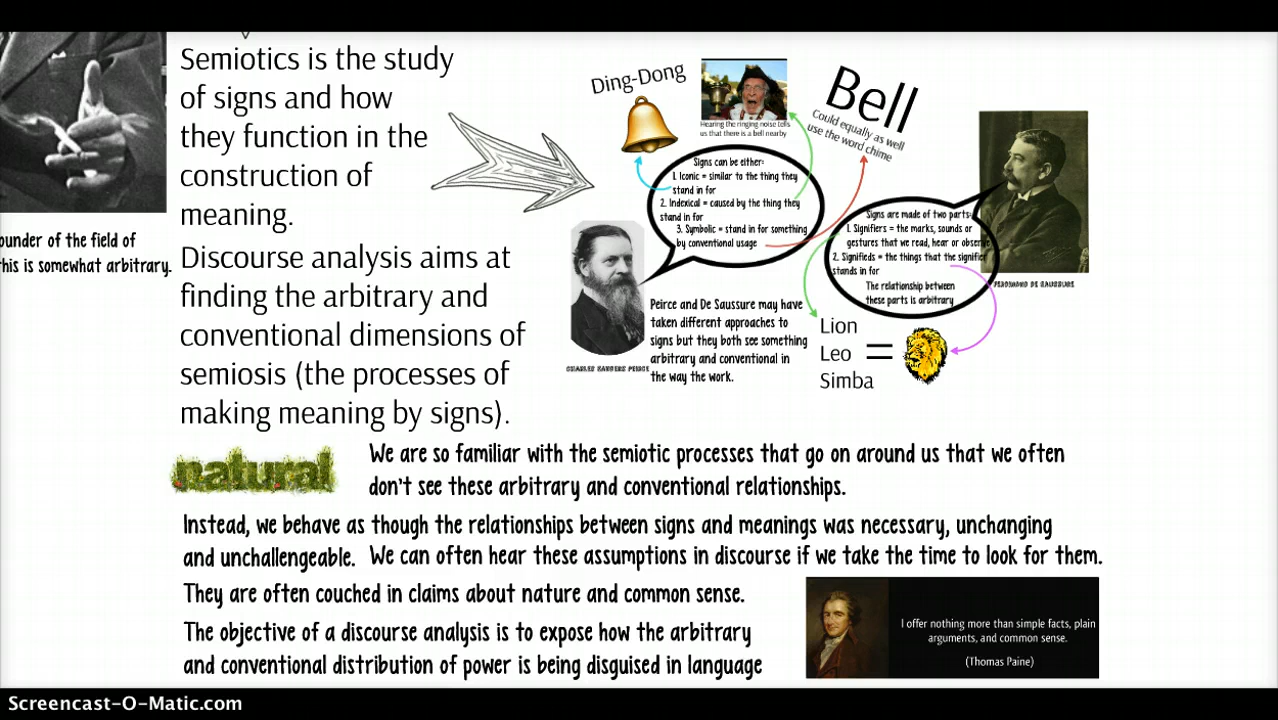 ounder of the field of
this is somewhat arbitrary.
Semiotics is the study
of signs and how
they function in the
construction of
meaning.
Discourse analysis aims at
finding the arbitrary and
conventional dimensions of
semiosis (the processes of
making meaning by signs).
Ding-Dong
Hearing the ringing noise tells
us that there is a bell nearby
Bell
Could equally as well
use the word chime
Signs can be either:
1. Iconic = similar to the thing they
stand in for
2. Indexical = caused by the thing they
stand in for
3. Symbolic = stand in for something
by conventional usage
CHARLES SANDERS PEIRCE
Peirce and De Saussure may have
taken different approaches to
signs but they both see something
arbitrary and conventional in
the way the work.
Signs are made of two parts:
1. Signifiers = the marks, sounds or
gestures that we read, hear or observe
2. Signifieds = the things that the signifier
stands in for
The relationship between
these parts is arbitrary
FERDINAND DE SAUSSURE
Lion
Leo =
Simba
natural
We are so familiar with the semiotic processes that go on around us that we often
don't see these arbitrary and conventional relationships.
Instead, we behave as though the relationships between signs and meanings was necessary, unchanging
and unchallengeable. We can often hear these assumptions in discourse if we take the time to look for them.
They are often couched in claims about nature and common sense.
The objective of a discourse analysis is to expose how the arbitrary
and conventional distribution of power is being disguised in language
I offer nothing more than simple facts, plain
arguments, and common sense.
(Thomas Paine)
Screencast-O-Matic.com